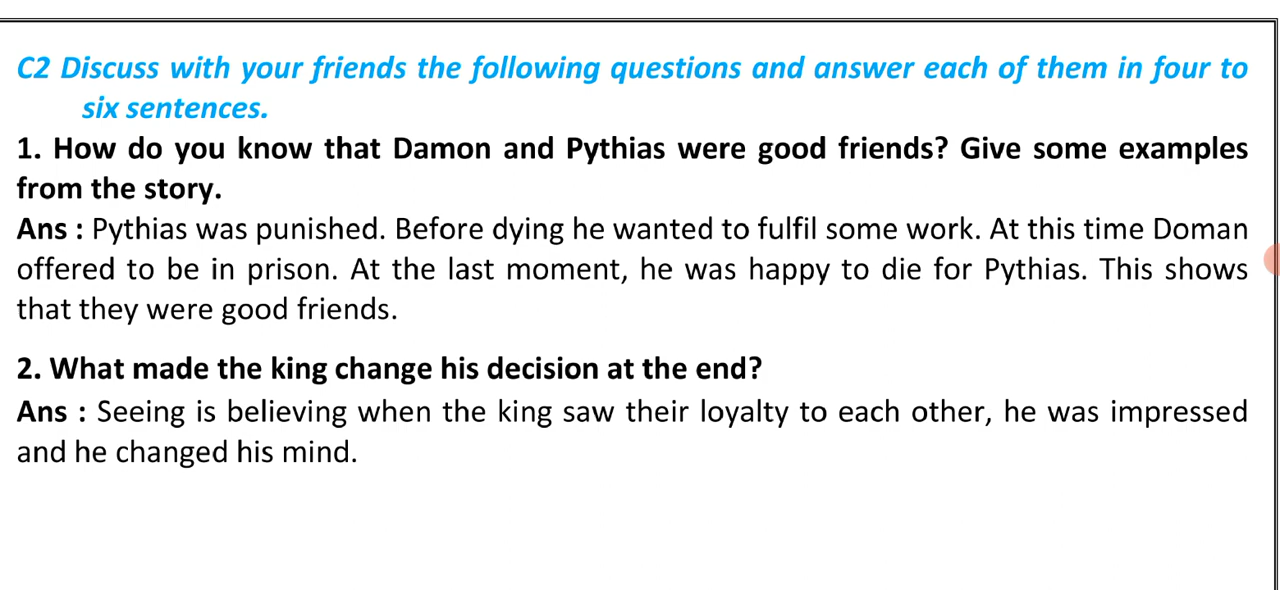 C2 Discuss with your friends the following questions and answer each of them in four to
six sentences.
1. How do you know that Damon and Pythias were good friends? Give some examples
from the story.
Ans : Pythias was punished. Before dying he wanted to fulfil some work. At this time Doman
offered to be in prison. At the last moment, he was happy to die for Pythias. This shows
that they were good friends.
2. What made the king change his decision at the end?
Ans : Seeing is believing when the king saw their loyalty to each other, he was impressed
and he changed his mind.